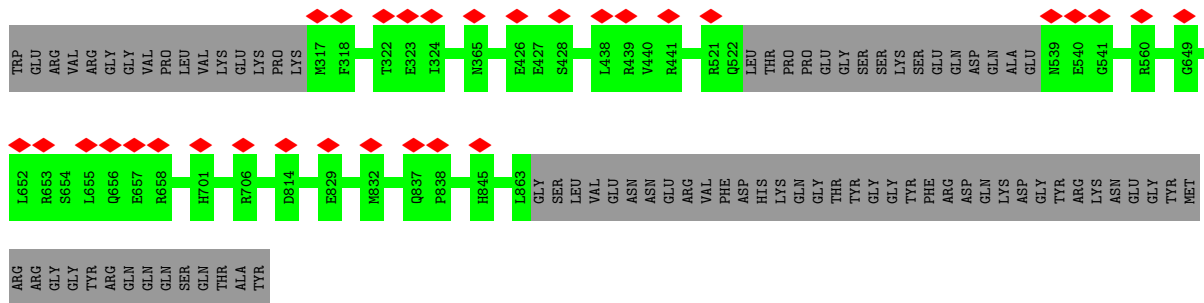 TRP GLU ARG VAL ARG GLY GLY VAL PRO LEU VAL LYS GLU LYS PRO LYS M317 F318 T322 E323 I324 N365 E426 E427 S428 L438 R439 V440 R441 R521 Q522 LEU THR PRO PRO GLU GLY SER SER LYS SER GLU GLN ASP GLN ALA GLU N539 E540 G541 R560 G649
L652 R653 S654 L655 Q656 E657 R658 H701 R706 D814 E829 M832 Q837 P838 H845 L863 GLY SER LEU VAL GLU ASN ASN GLU ARG VAL PHE ASP HIS LYS GLN GLY THR TYR GLY GLY TYR PHE ARG ASP GLN LYS ASP GLY TYR ARG LYS ASN GLU GLY TYR MET
ARG ARG GLY GLY TYR ARG GLN GLN GLN SER GLN THR ALA TYR